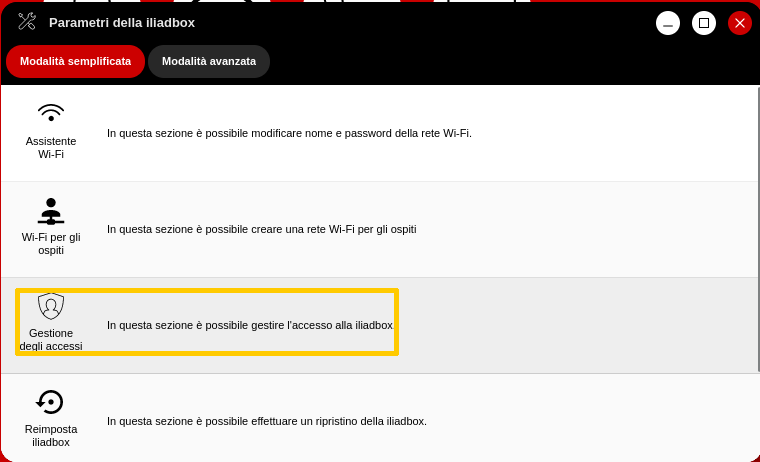 Parametri della iliadbox
Modalità semplificata
Modalità avanzata
Assistente
Wi-Fi
In questa sezione è possibile modificare nome e password della rete Wi-Fi.
Wi-Fi per gli
ospiti
In questa sezione è possibile creare una rete Wi-Fi per gli ospiti
Gestione
degli accessi
In questa sezione è possibile gestire l'accesso alla iliadbox.
Reimposta
iliadbox
In questa sezione è possibile effettuare un ripristino della iliadbox.